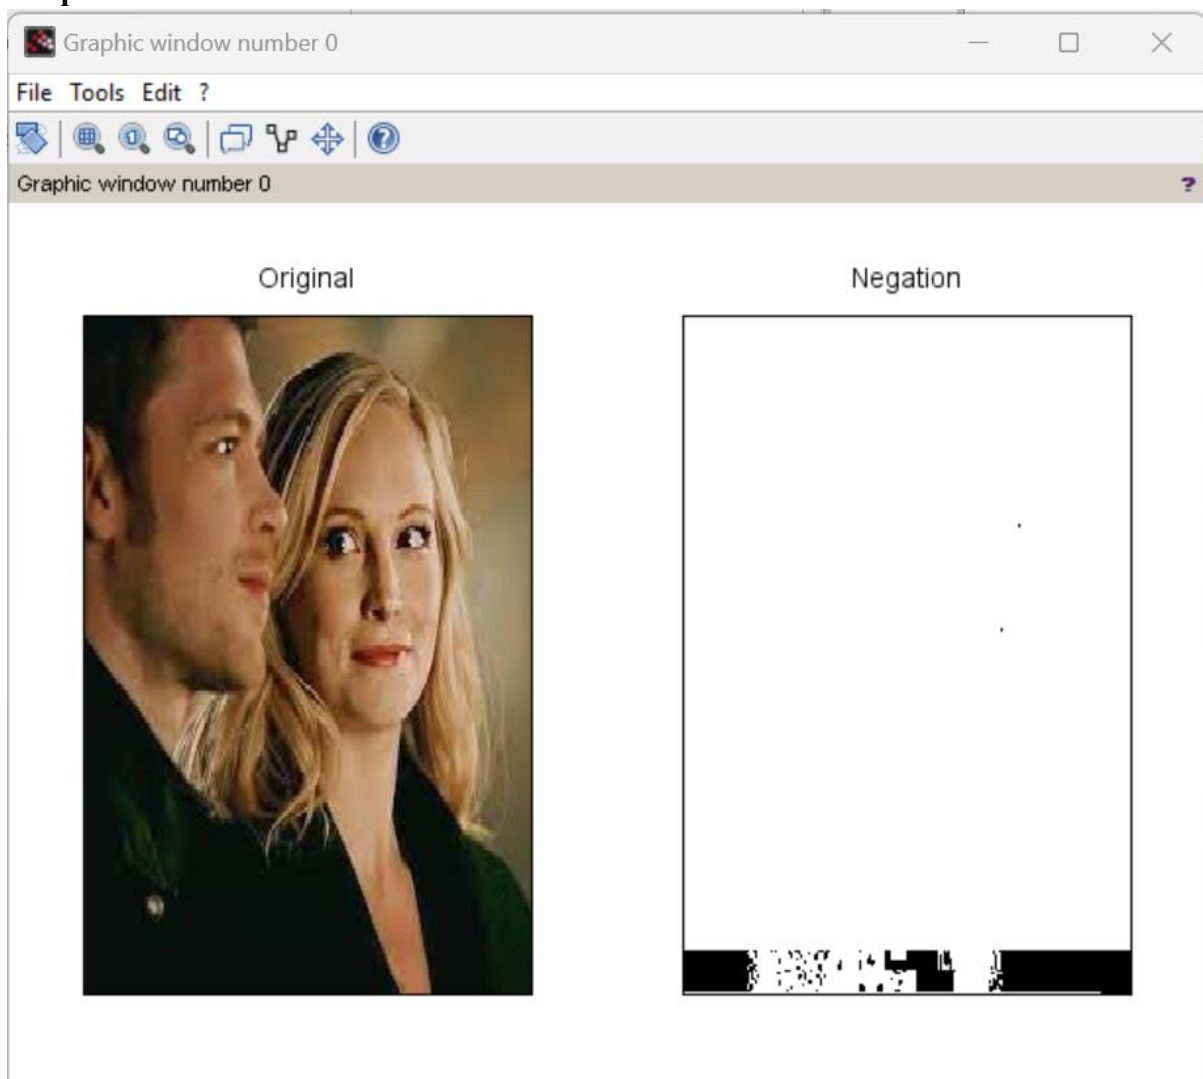 Graphic window number 0
File Tools Edit ?
Graphic window number 0 ?
Original Negation